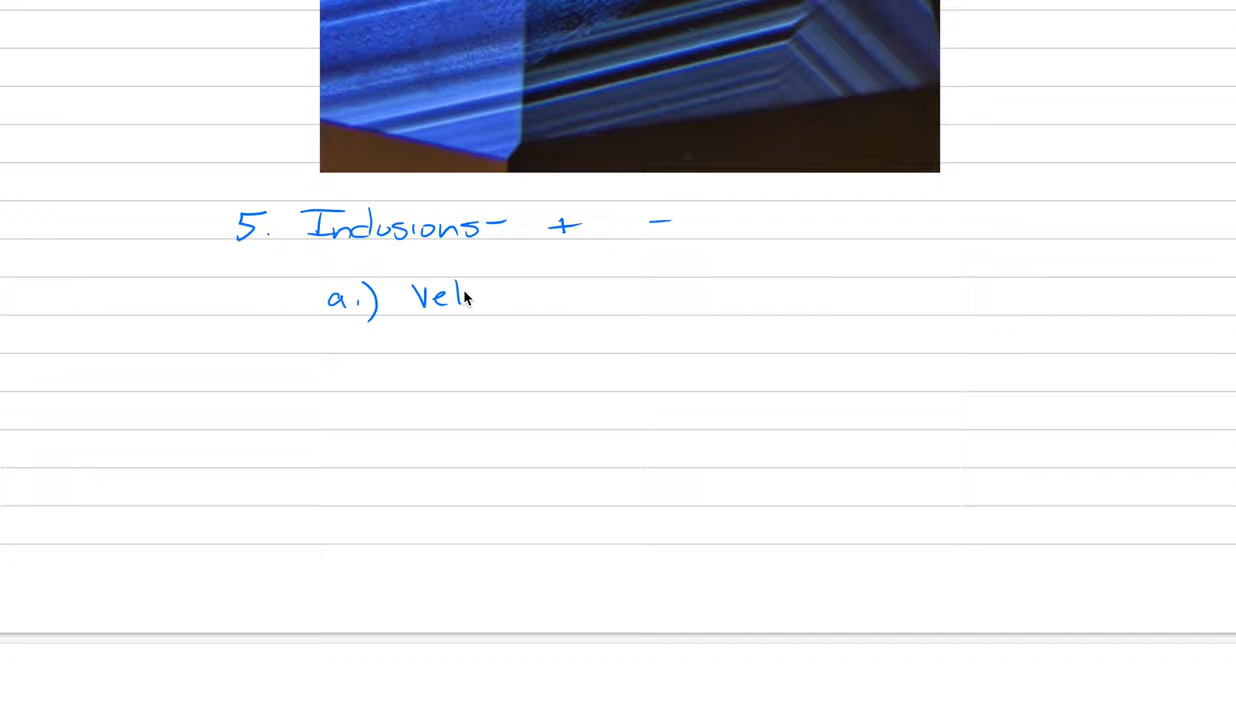 5. Inclusions- + -
a.) Vel